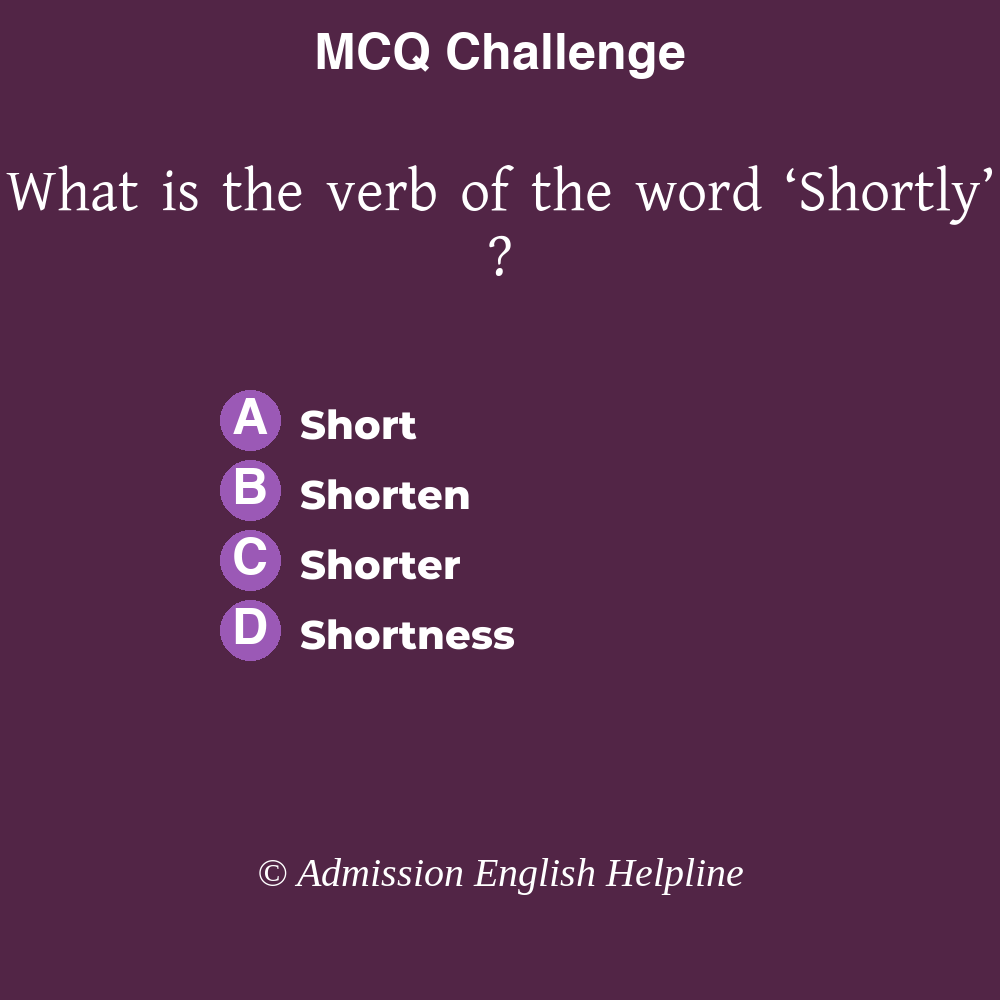 MCQ Challenge
What is the verb of the word ‘Shortly’
?
A Short
B Shorten
C Shorter
D Shortness
© Admission English Helpline